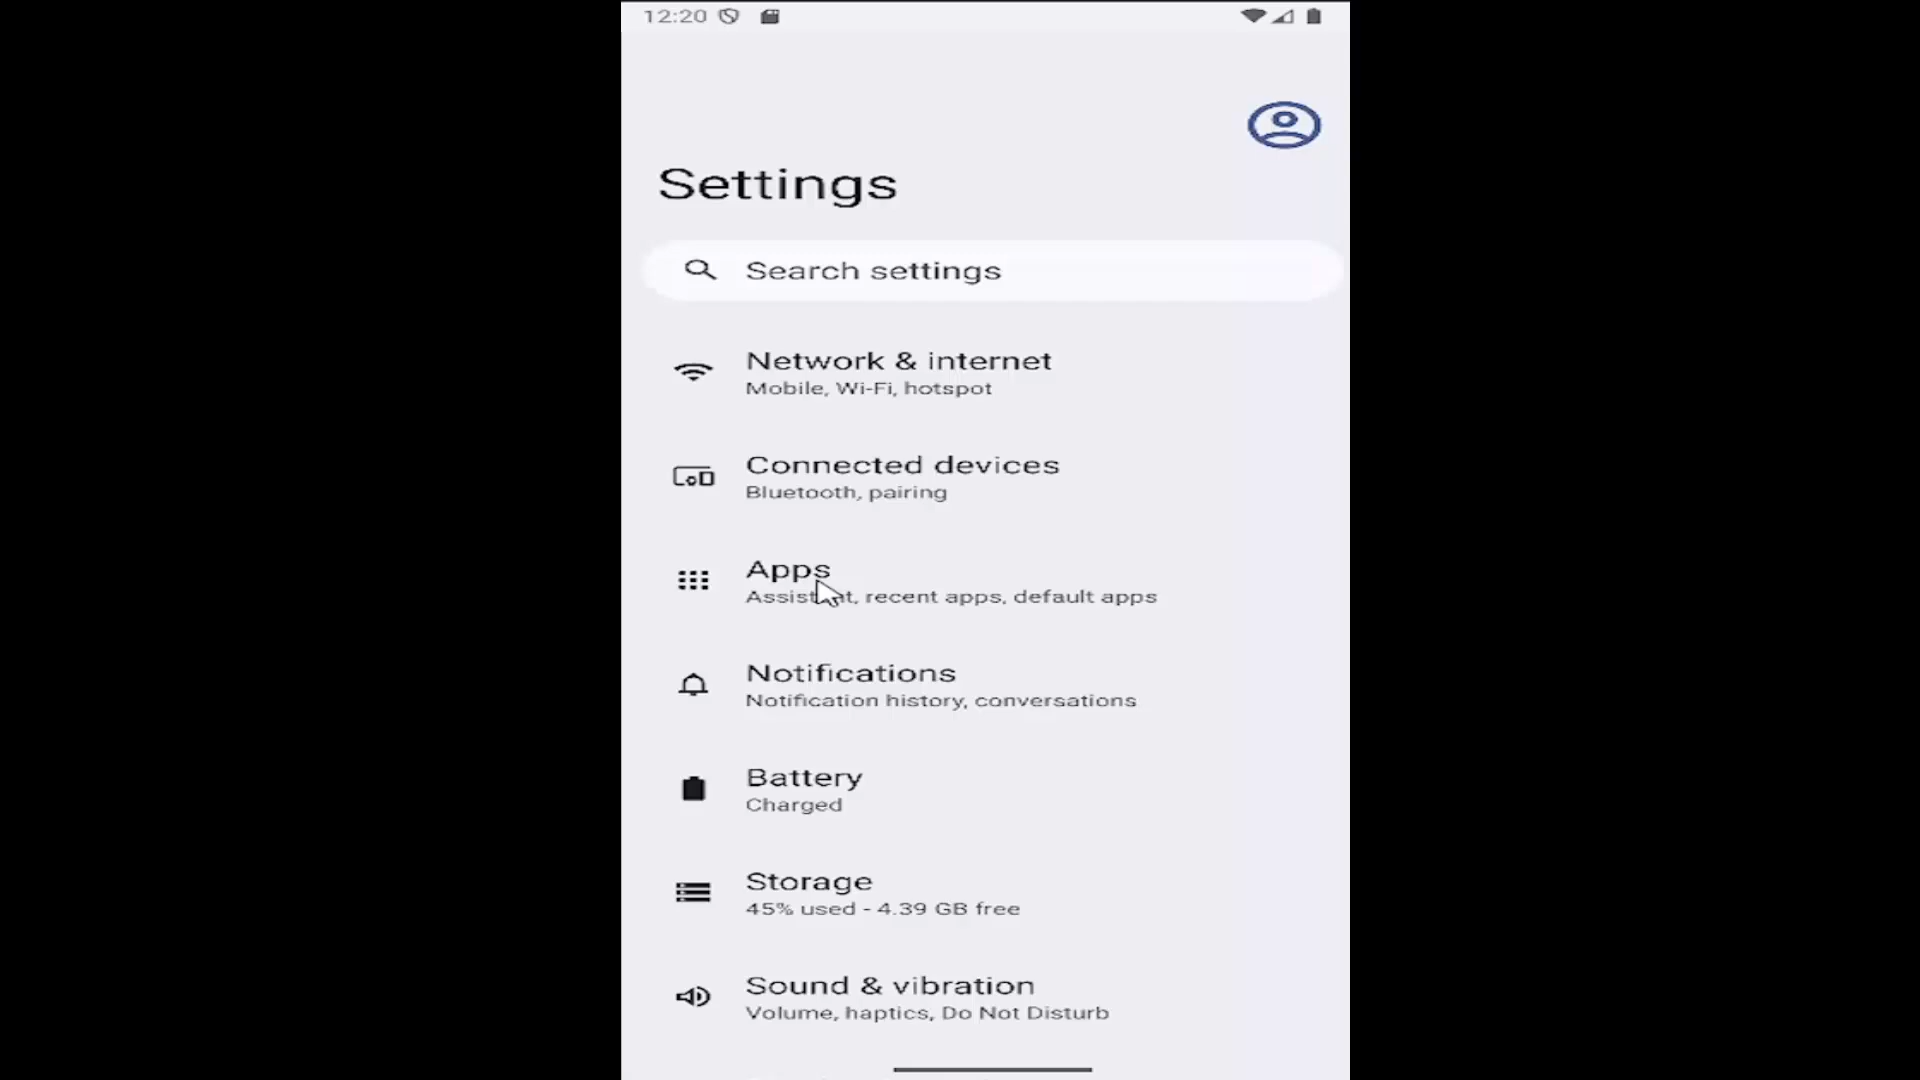 12:20
Settings
Search settings
Network & internet
Mobile, Wi-Fi, hotspot
Connected devices
Bluetooth, pairing
Apps
Assistant, recent apps, default apps
Notifications
Notification history, conversations
Battery
Charged
Storage
45% used - 4.39 GB free
Sound & vibration
Volume, haptics, Do Not Disturb